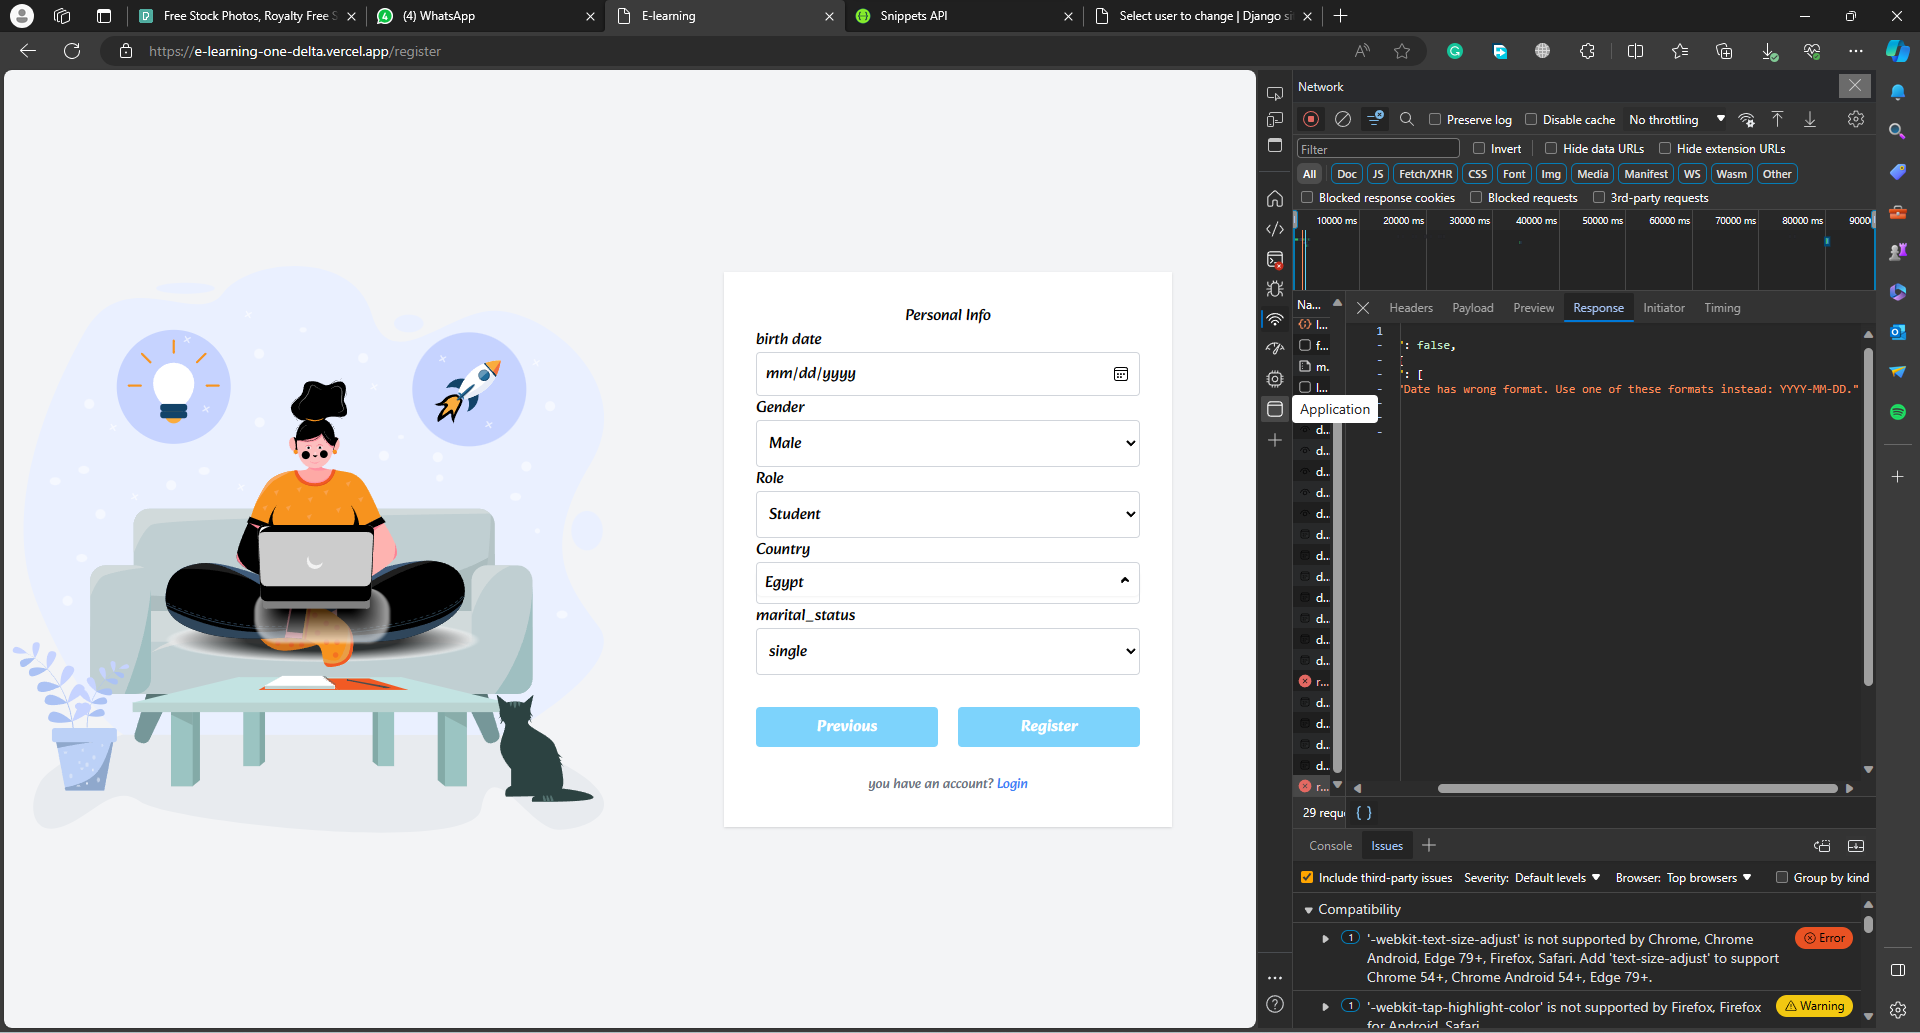 Free Stock Photos, Royalty Free S
(4) WhatsApp
E-learning
Snippets API
Select user to change | Django si
https://e-learning-one-delta.vercel.app/register
Personal Info
birth date
mm/dd/yyyy
Gender
Male
Role
Student
Country
Egypt
marital_status
single
Previous
Register
you have an account? Login
Network
Preserve log
Disable cache
No throttling
Filter
Invert
Hide data URLs
Hide extension URLs
All
Doc
JS
Fetch/XHR
CSS
Font
Img
Media
Manifest
WS
Wasm
Other
Blocked response cookies
Blocked requests
3rd-party requests
10000 ms
20000 ms
30000 ms
40000 ms
50000 ms
60000 ms
70000 ms
80000 ms
9000
Na...
Headers
Payload
Preview
Response
Initiator
Timing
l...
f...
m.
l...
d...
d...
d...
d...
d...
d...
d...
d...
d...
d...
d...
d...
r...
d...
d...
d...
d...
r...
1
": false,
": [
"Date has wrong format. Use one of these formats instead: YYYY-MM-DD."
Application
29 reque
{ }
Console
Issues
Include third-party issues
Severity: Default levels
Browser: Top browsers
Group by kind
Compatibility
1 '-webkit-text-size-adjust' is not supported by Chrome, Chrome
Android, Edge 79+, Firefox, Safari. Add 'text-size-adjust' to support
Chrome 54+, Chrome Android 54+, Edge 79+.
Error
1 '-webkit-tap-highlight-color' is not supported by Firefox, Firefox
for Android, Safari.
Warning